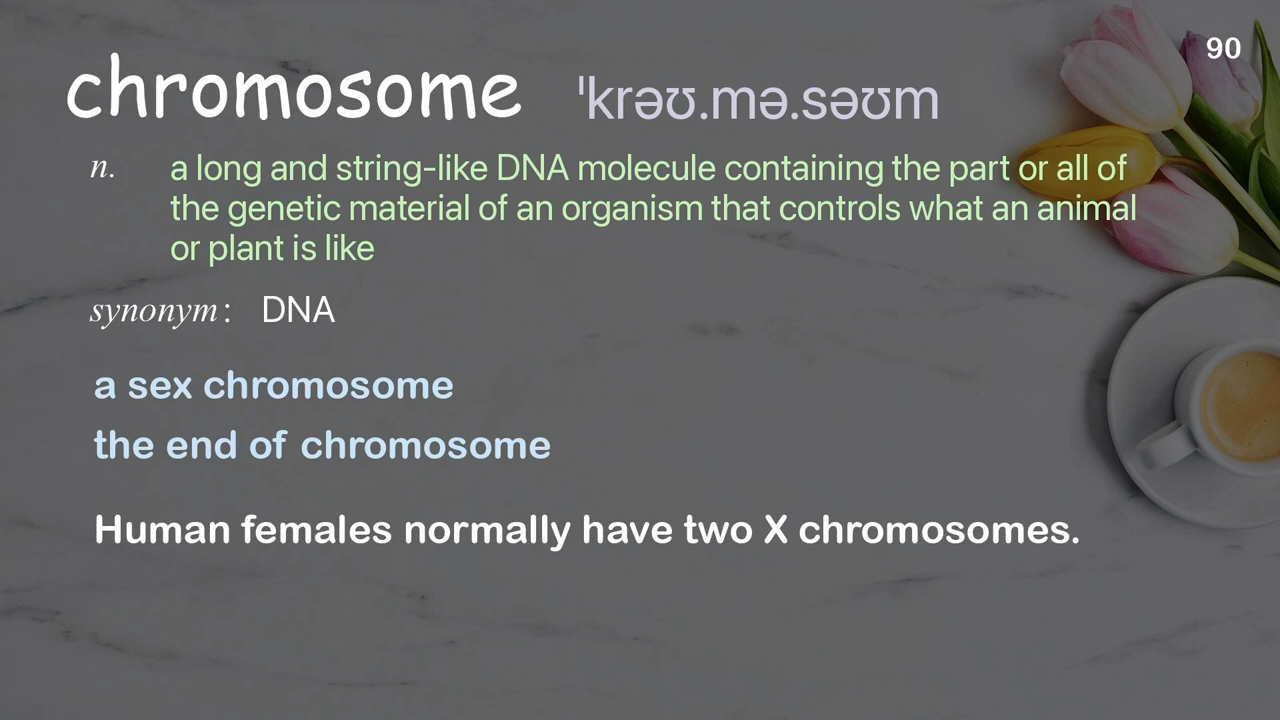 90
chromosome ˈkrəʊ.mə.səʊm
n. a long and string-like DNA molecule containing the part or all of
the genetic material of an organism that controls what an animal
or plant is like
synonym: DNA
a sex chromosome
the end of chromosome
Human females normally have two X chromosomes.